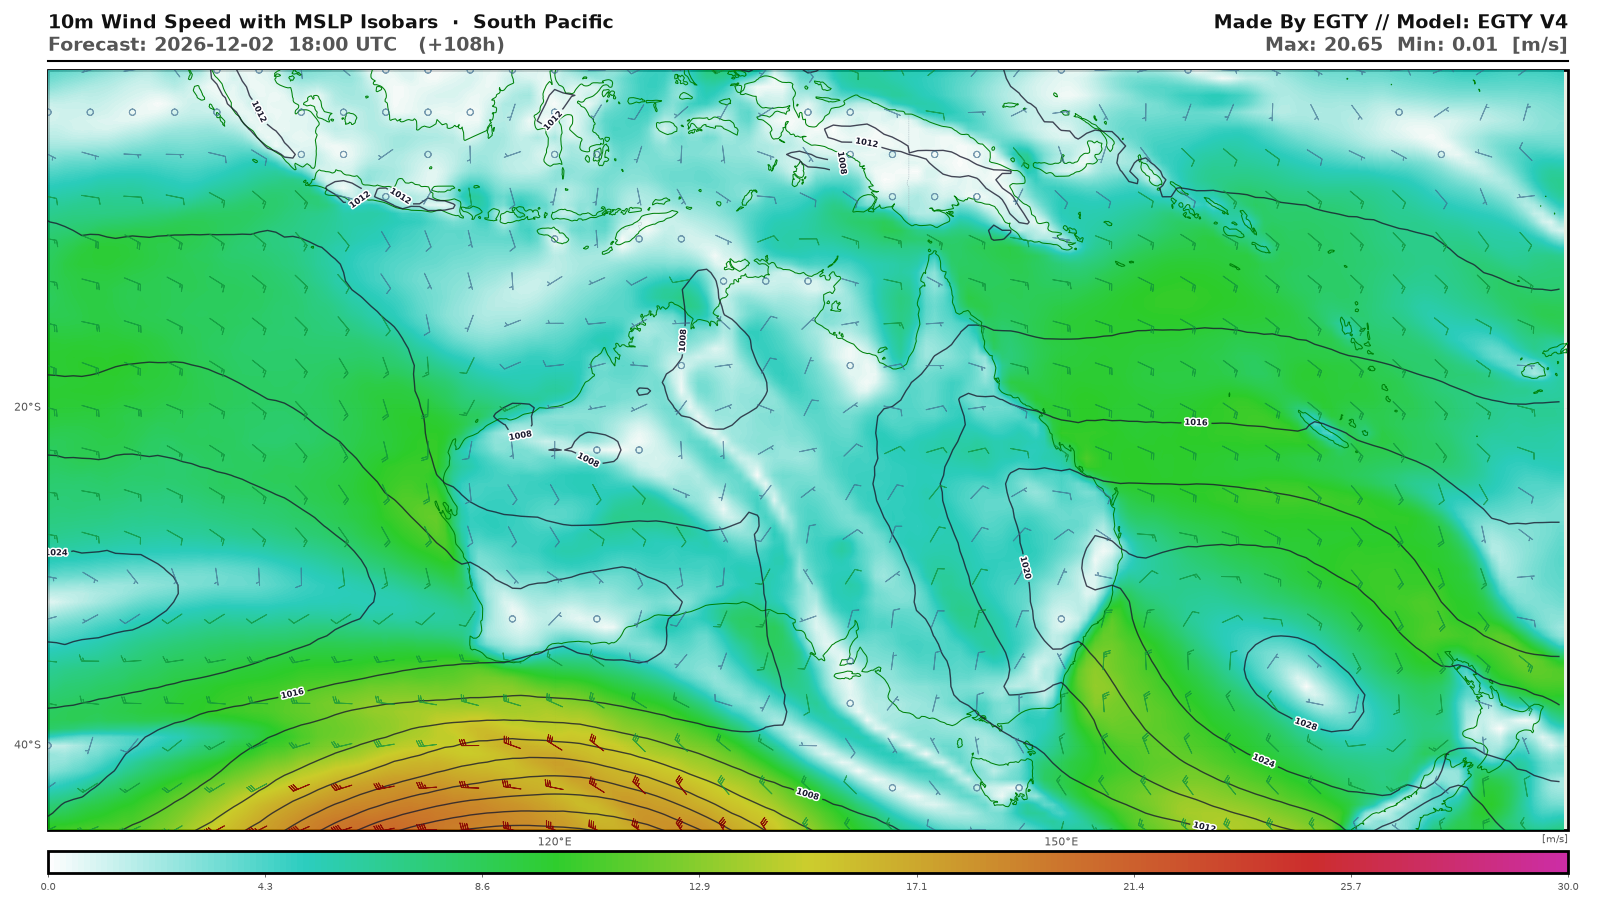 10m Wind Speed with MSLP Isobars · South Pacific
Made By EGTY // Model: EGTY V4
Forecast: 2026-12-02 18:00 UTC (+108h)
Max: 20.65 Min: 0.01 [m/s]
1012
1012
1012
1008
1012
1012
1008
20°S
1016
1008
1008
1024
1020
1016
1028
40°S
1024
1008
1012
120°E
150°E
[m/s]
0.0
4.3
8.6
12.9
17.1
21.4
25.7
30.0